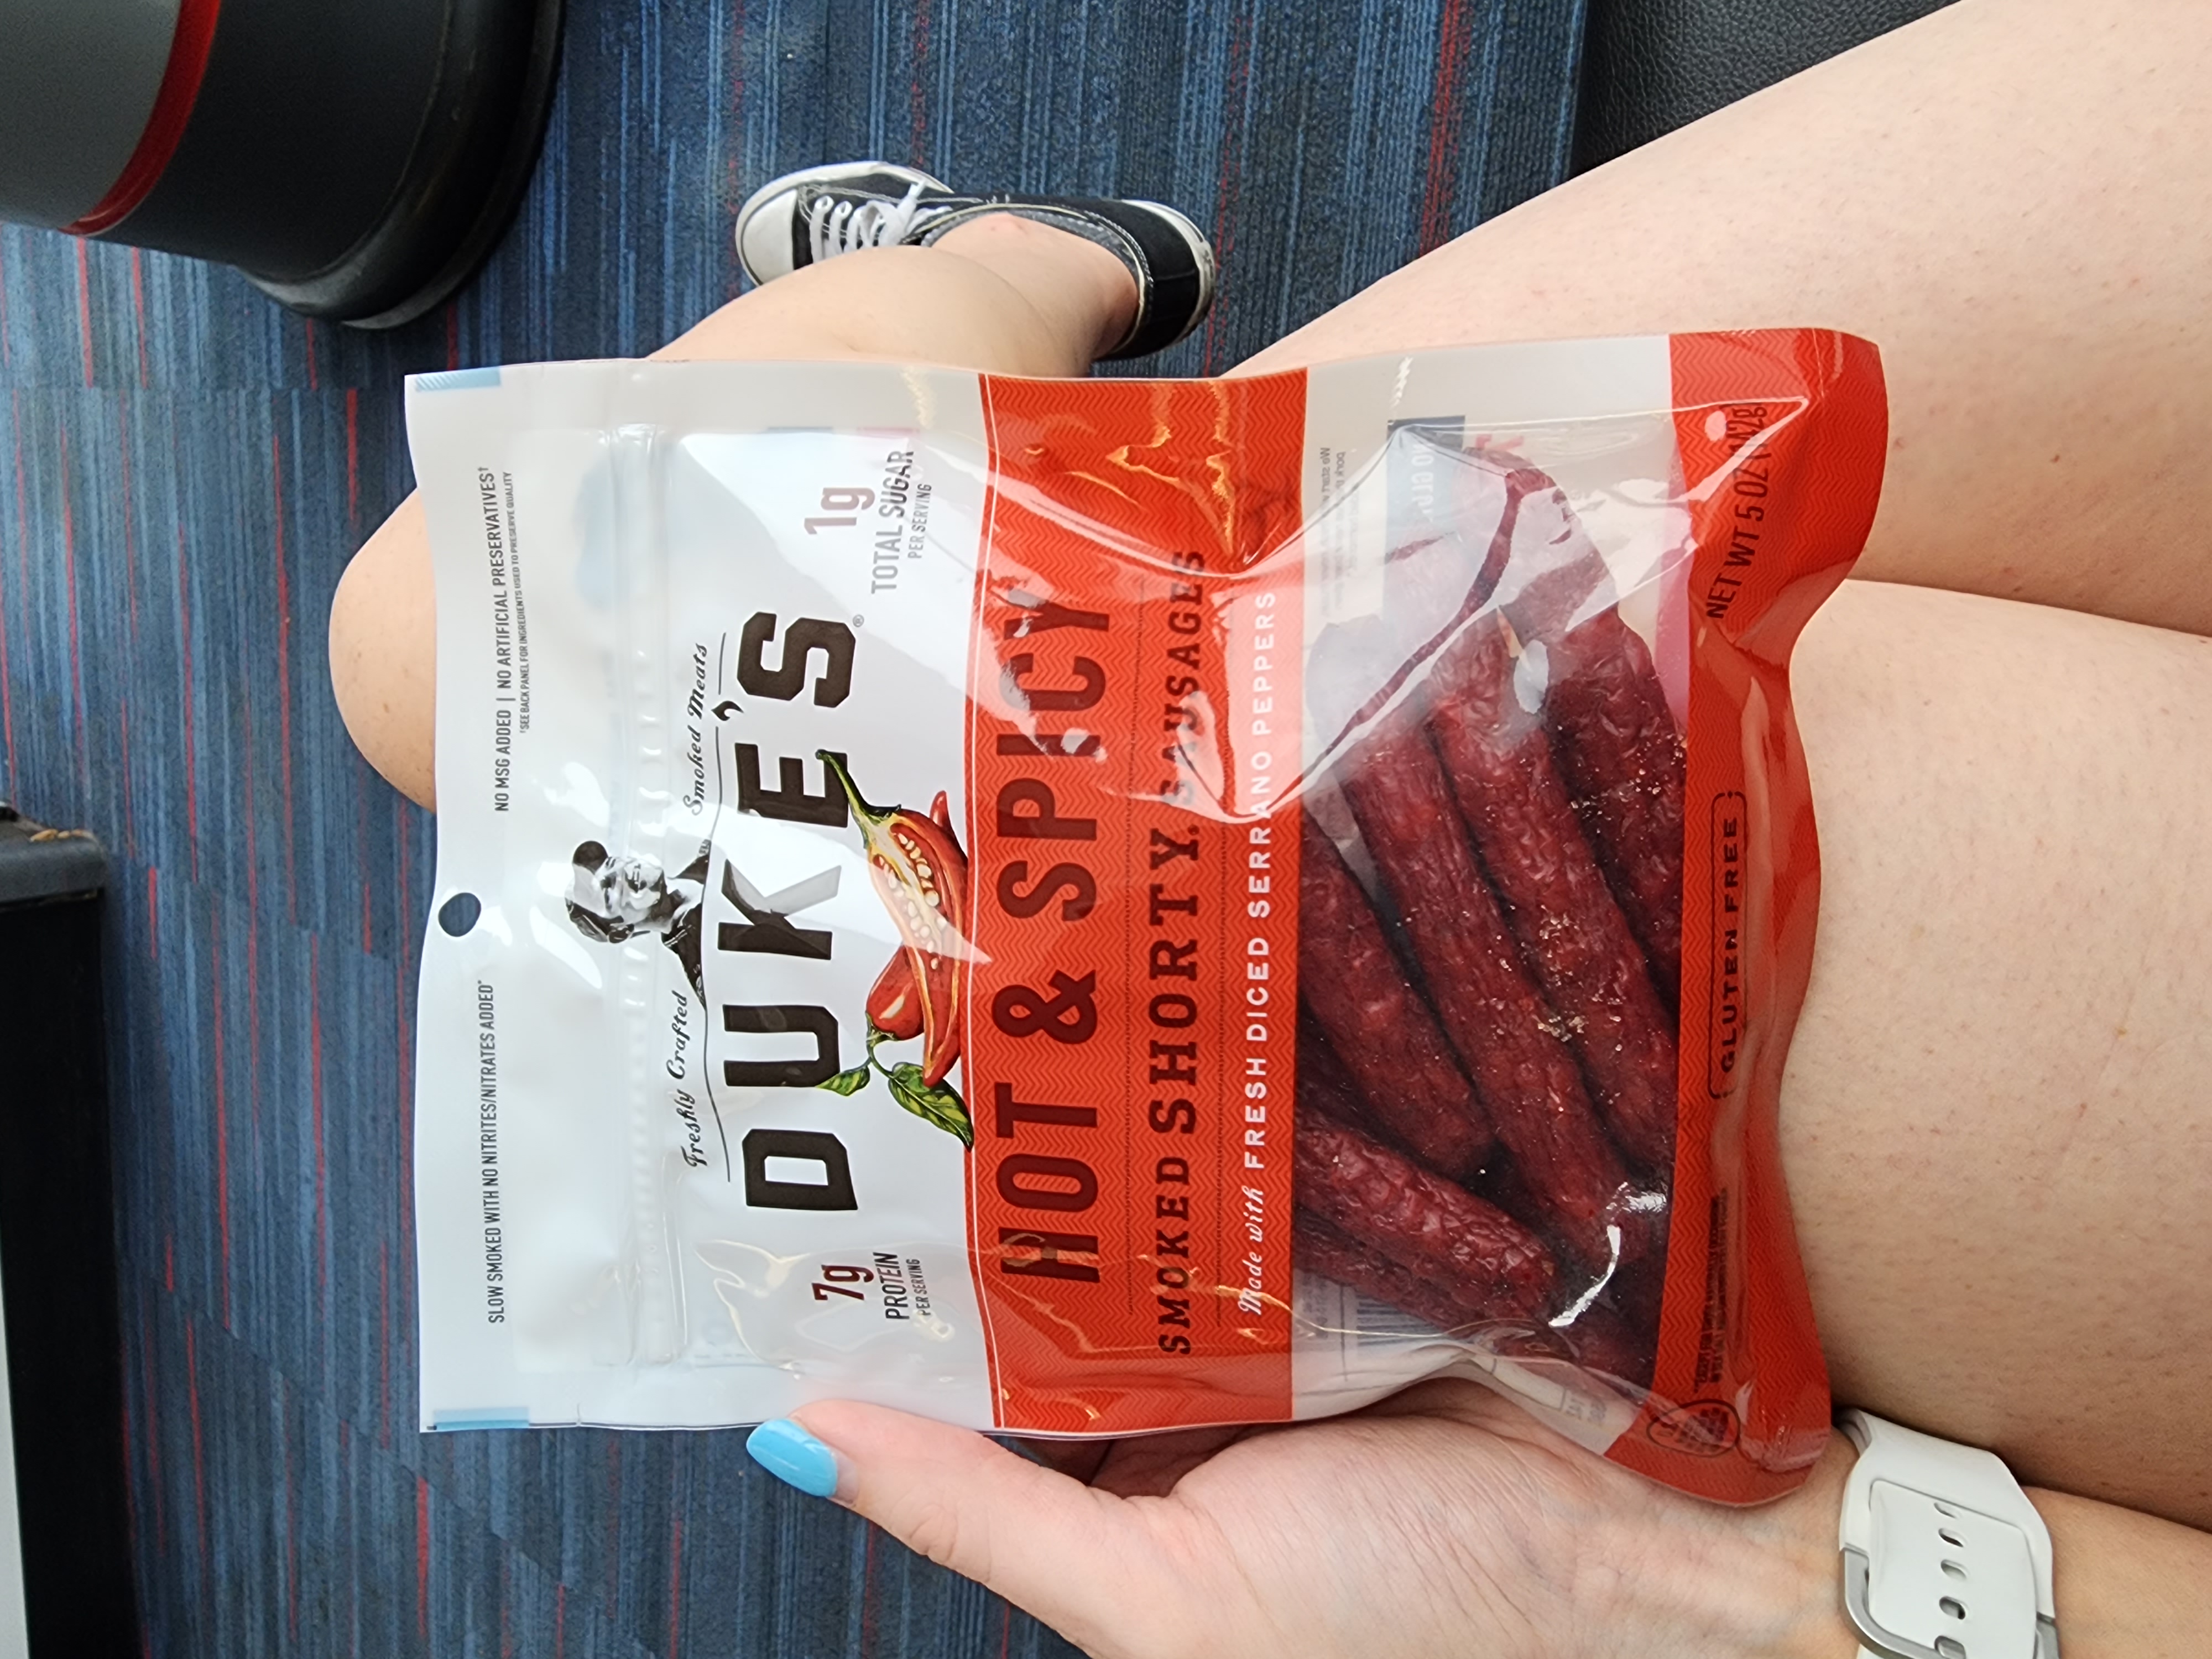 SLOW SMOKED WITH NO NITRITES/NITRATES ADDED*
NO MSG ADDED | NO ARTIFICIAL PRESERVATIVES†
†SEE BACK PANEL FOR INGREDIENTS USED TO PRESERVE QUALITY
Freshly Crafted Smoked Meats
DUKE'S®
7g
PROTEIN
PER SERVING
1g
TOTAL SUGAR
PER SERVING
HOT & SPICY
SMOKED SHORTY. SAUSAGES
Made with FRESH DICED SERRANO PEPPERS
GLUTEN FREE
NET WT 5 OZ (142g